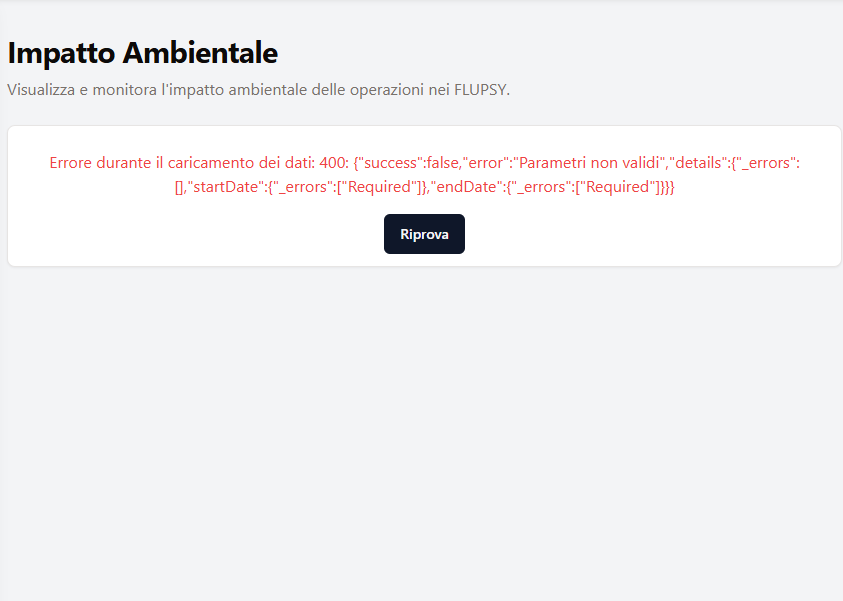 Impatto Ambientale
Visualizza e monitora l'impatto ambientale delle operazioni nei FLUPSY.
Errore durante il caricamento dei dati: 400: {"success":false,"error":"Parametri non validi","details":{"_errors":
[],"startDate":{"_errors":["Required"]},"endDate":{"_errors":["Required"]}}}
Riprova